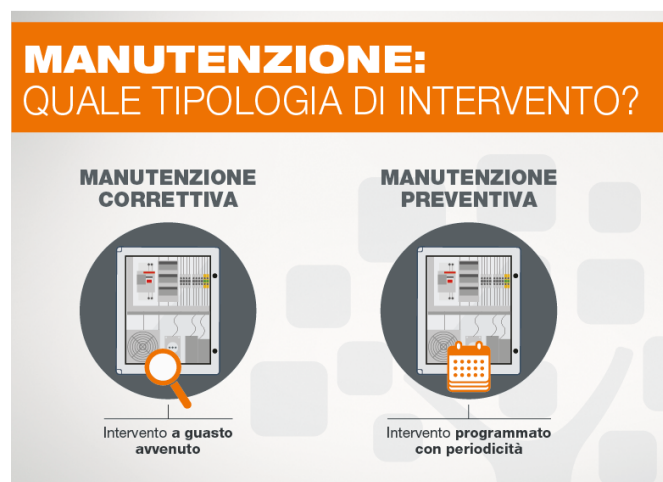 MANUTENZIONE:
QUALE TIPOLOGIA DI INTERVENTO?
MANUTENZIONE
CORRETTIVA
Intervento a guasto
avvenuto
MANUTENZIONE
PREVENTIVA
Intervento programmato
con periodicità